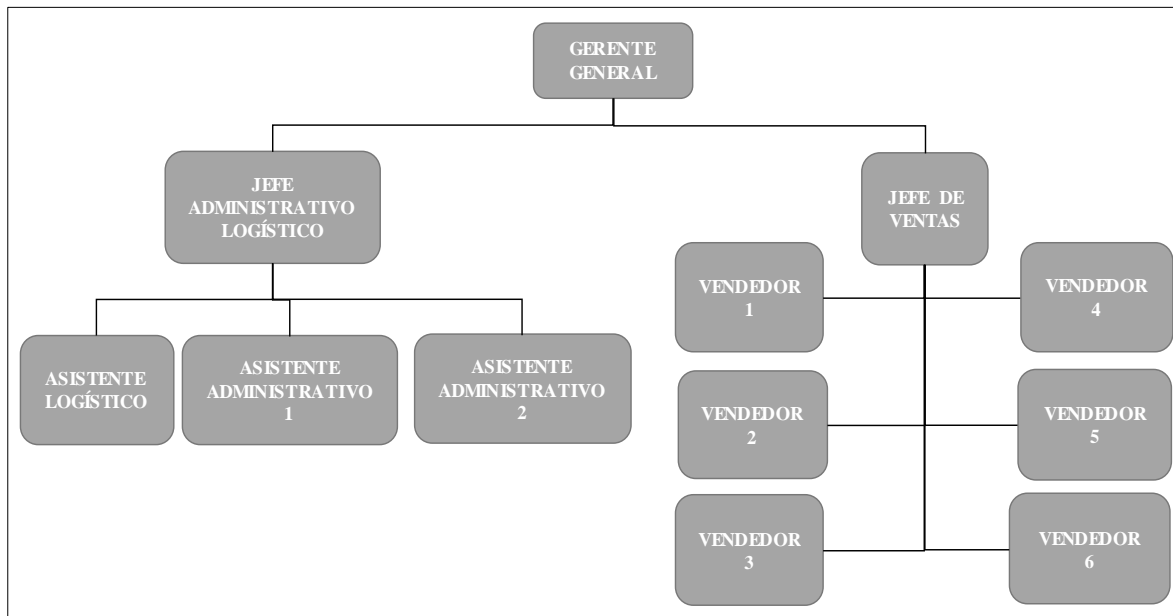 GERENTE
GENERAL
JEFE
ADMINISTRATIVO
LOGÍSTICO
JEFE DE
VENTAS
ASISTENTE
LOGÍSTICO
ASISTENTE
ADMINISTRATIVO
1
ASISTENTE
ADMINISTRATIVO
2
VENDEDOR
1
VENDEDOR
4
VENDEDOR
2
VENDEDOR
5
VENDEDOR
3
VENDEDOR
6